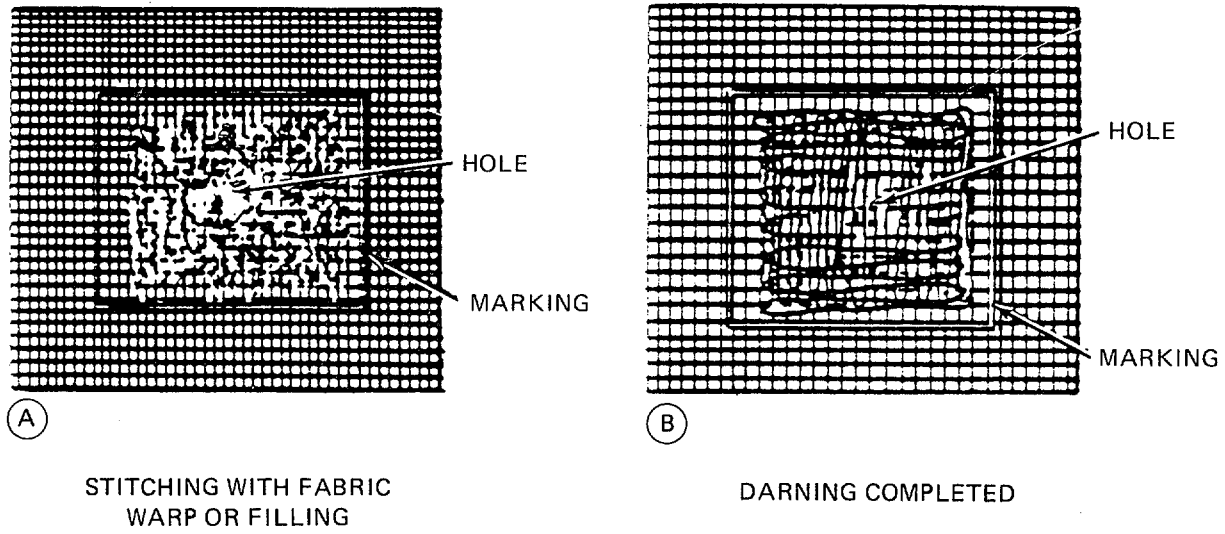 HOLE
MARKING
A
STITCHING WITH FABRIC
WARP OR FILLING
HOLE
MARKING
B
DARNING COMPLETED